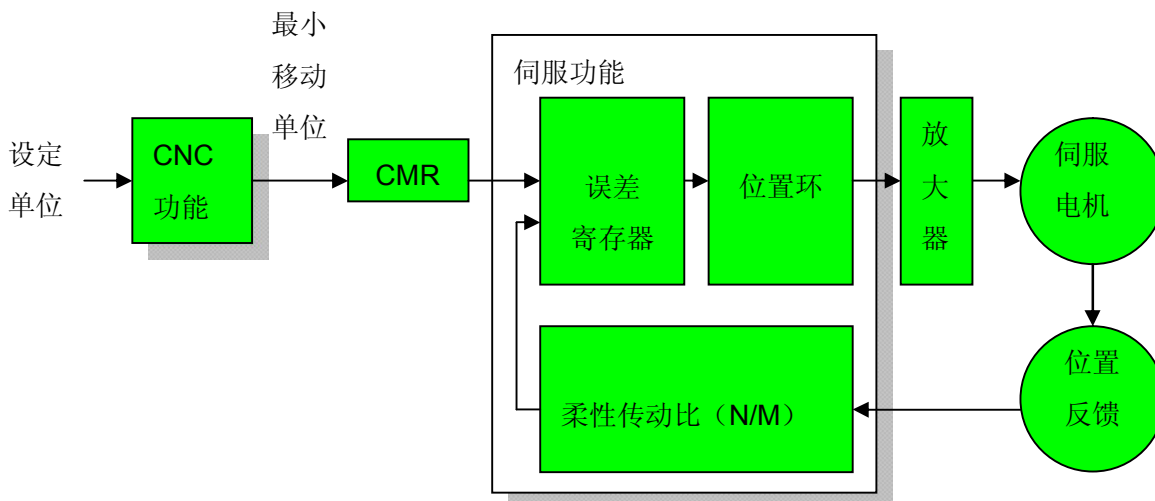 设定
单位
CNC
功能
最小
移动
单位
CMR
伺服功能
误差
寄存器
位置环
放
大
器
伺服
电机
位置
反馈
柔性传动比（N/M）